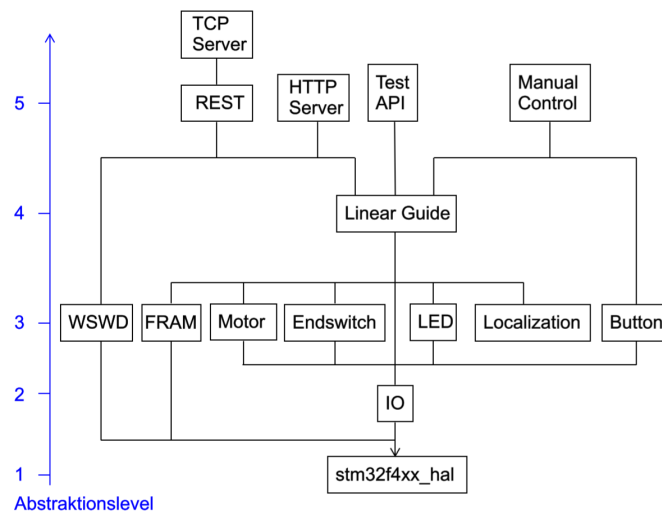 TCP
Server
5
REST
HTTP
Server
Test
API
Manual
Control
4
Linear Guide
3
WSWD
FRAM
Motor
Endswitch
LED
Localization
Button
2
IO
1
stm32f4xx_hal
Abstraktionslevel